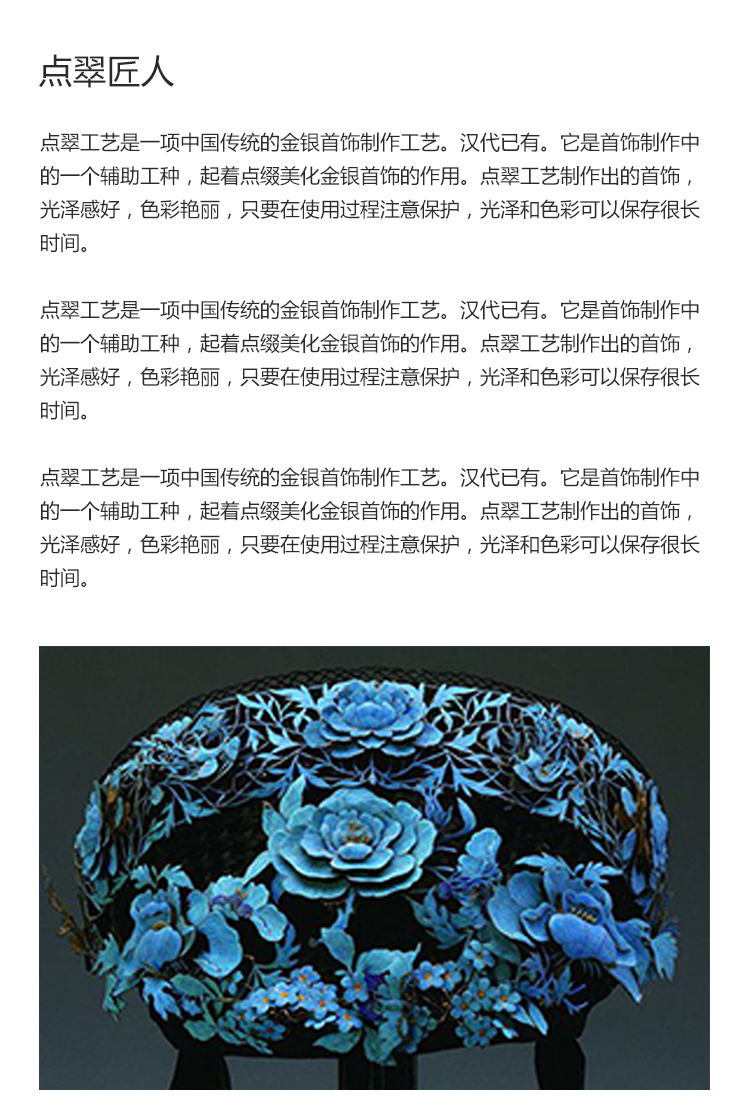 点翠匠人
点翠工艺是一项中国传统的金银首饰制作工艺。汉代已有。它是首饰制作中
的一个辅助工种，起着点缀美化金银首饰的作用。点翠工艺制作出的首饰，
光泽感好，色彩艳丽，只要在使用过程注意保护，光泽和色彩可以保存很长
时间。
点翠工艺是一项中国传统的金银首饰制作工艺。汉代已有。它是首饰制作中
的一个辅助工种，起着点缀美化金银首饰的作用。点翠工艺制作出的首饰，
光泽感好，色彩艳丽，只要在使用过程注意保护，光泽和色彩可以保存很长
时间。
点翠工艺是一项中国传统的金银首饰制作工艺。汉代已有。它是首饰制作中
的一个辅助工种，起着点缀美化金银首饰的作用。点翠工艺制作出的首饰，
光泽感好，色彩艳丽，只要在使用过程注意保护，光泽和色彩可以保存很长
时间。